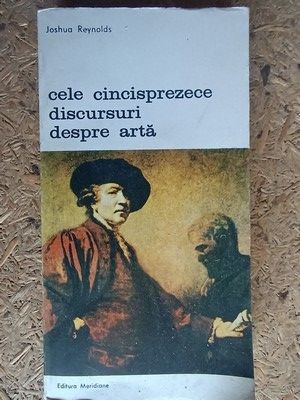 Joshua Reynolds
cele cincisprezece
discursuri
despre artă
Editura Meridiane